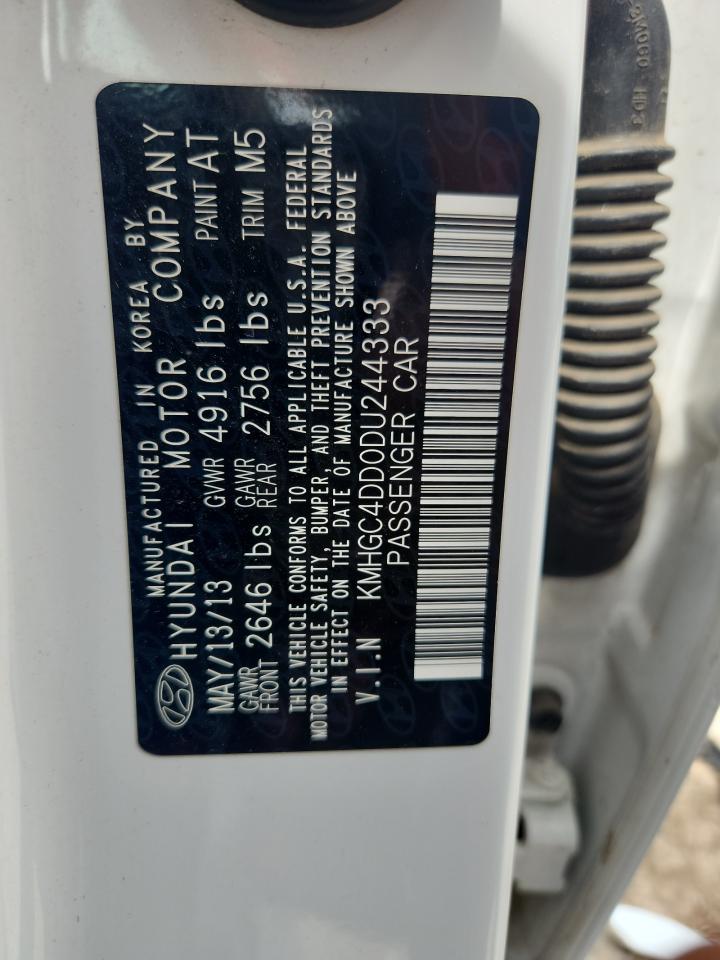 MANUFACTURED IN KOREA BY
HYUNDAI MOTOR COMPANY
MAY/13/13 GVWR 4916 lbs PAINT AT
GAWR FRONT 2646 lbs GAWR REAR 2756 lbs TRIM M5
THIS VEHICLE CONFORMS TO ALL APPLICABLE U.S.A. FEDERAL
MOTOR VEHICLE SAFETY, BUMPER, AND THEFT PREVENTION STANDARDS
IN EFFECT ON THE DATE OF MANUFACTURE SHOWN ABOVE
V.I.N KMHGC4DD0DU244333
PASSENGER CAR